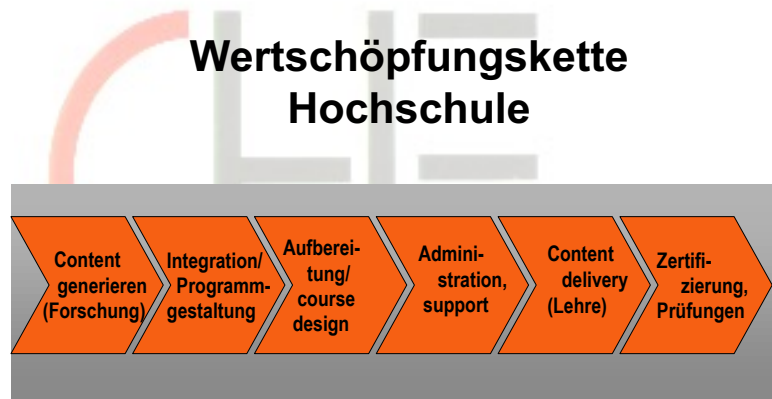 Wertschöpfungskette
Hochschule
Content
generieren
(Forschung)
Integration/
Programm-
gestaltung
Aufberei-
tung/
course
design
Admini-
stration,
support
Content
delivery
(Lehre)
Zertifi-
zierung,
Prüfungen
CHE